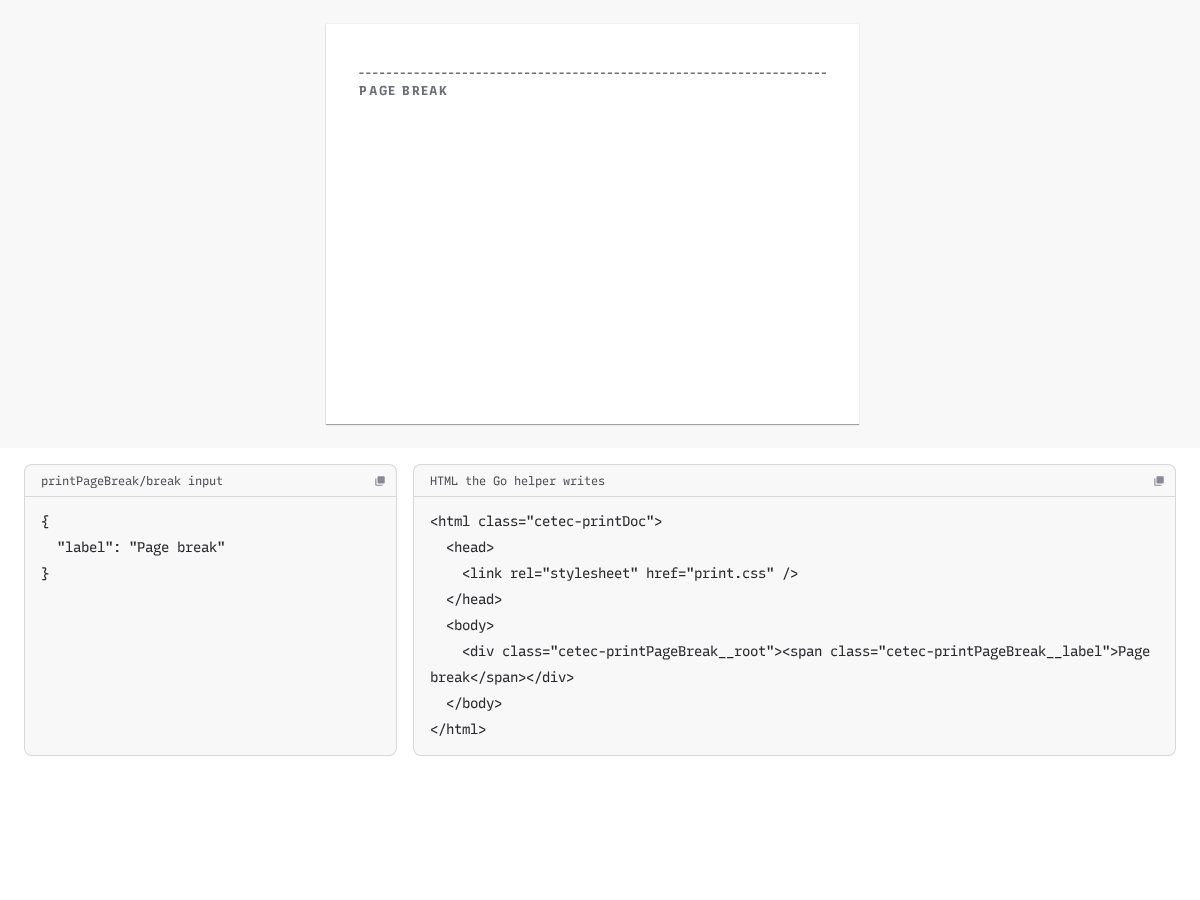 PAGE BREAK
printPageBreak/break input
{
  "label": "Page break"
}
HTML the Go helper writes
<html class="cetec-printDoc">
  <head>
    <link rel="stylesheet" href="print.css" />
  </head>
  <body>
    <div class="cetec-printPageBreak__root"><span class="cetec-printPageBreak__label">Page
break</span></div>
  </body>
</html>